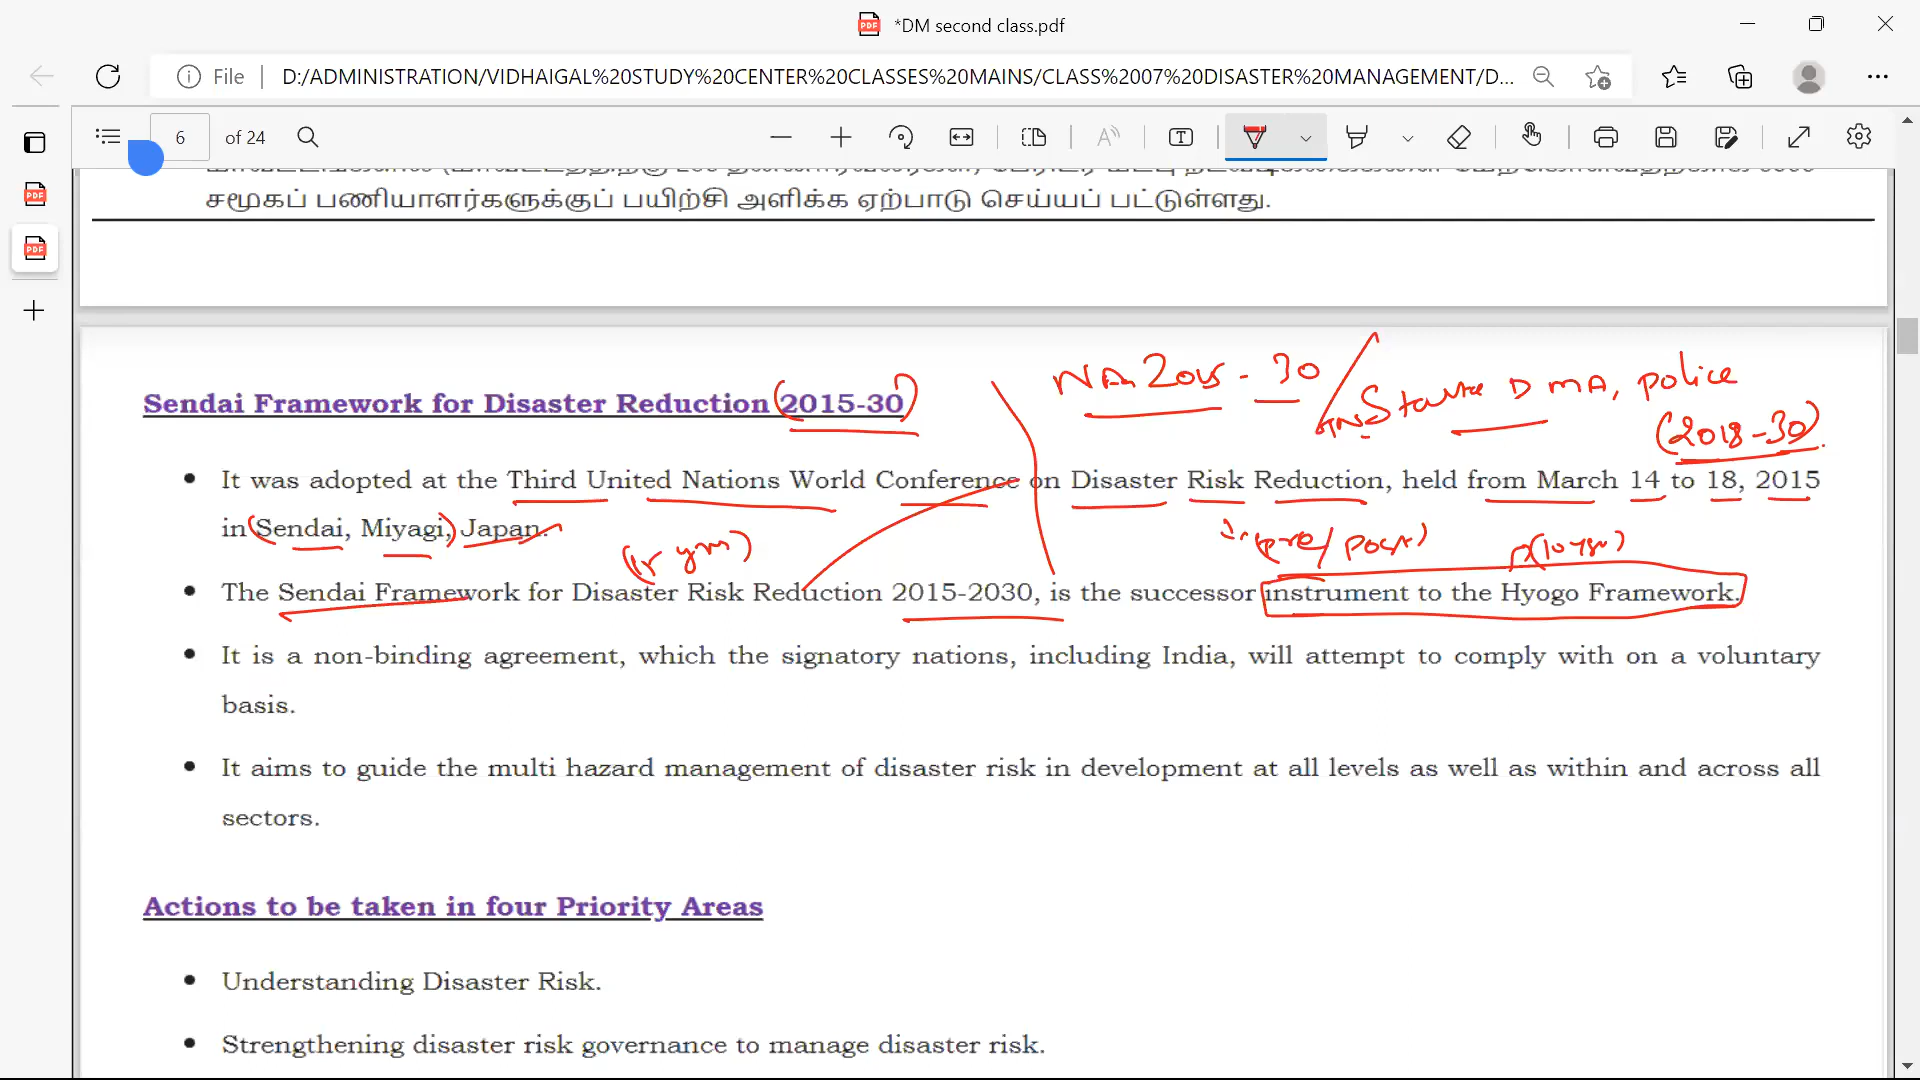 *DM second class.pdf
File
D:/ADMINISTRATION/VIDHAIGAL%20STUDY%20CENTER%20CLASSES%20MAINS/CLASS%2007%20DISASTER%20MANAGEMENT/D...
6 of 24
சமூகப் பணியாளர்களுக்குப் பயிற்சி அளிக்க ஏற்பாடு செய்யப் பட்டுள்ளது.
2015 - 30
DMA, police
(2018-30)
Sendai Framework for Disaster Reduction (2015-30)
It was adopted at the Third United Nations World Conference on Disaster Risk Reduction, held from March 14 to 18, 2015
in Sendai, Miyagi, Japan.
(pre/ post)
The Sendai Framework for Disaster Risk Reduction 2015-2030, is the successor instrument to the Hyogo Framework.
It is a non-binding agreement, which the signatory nations, including India, will attempt to comply with on a voluntary
basis.
It aims to guide the multi hazard management of disaster risk in development at all levels as well as within and across all
sectors.
Actions to be taken in four Priority Areas
Understanding Disaster Risk.
Strengthening disaster risk governance to manage disaster risk.